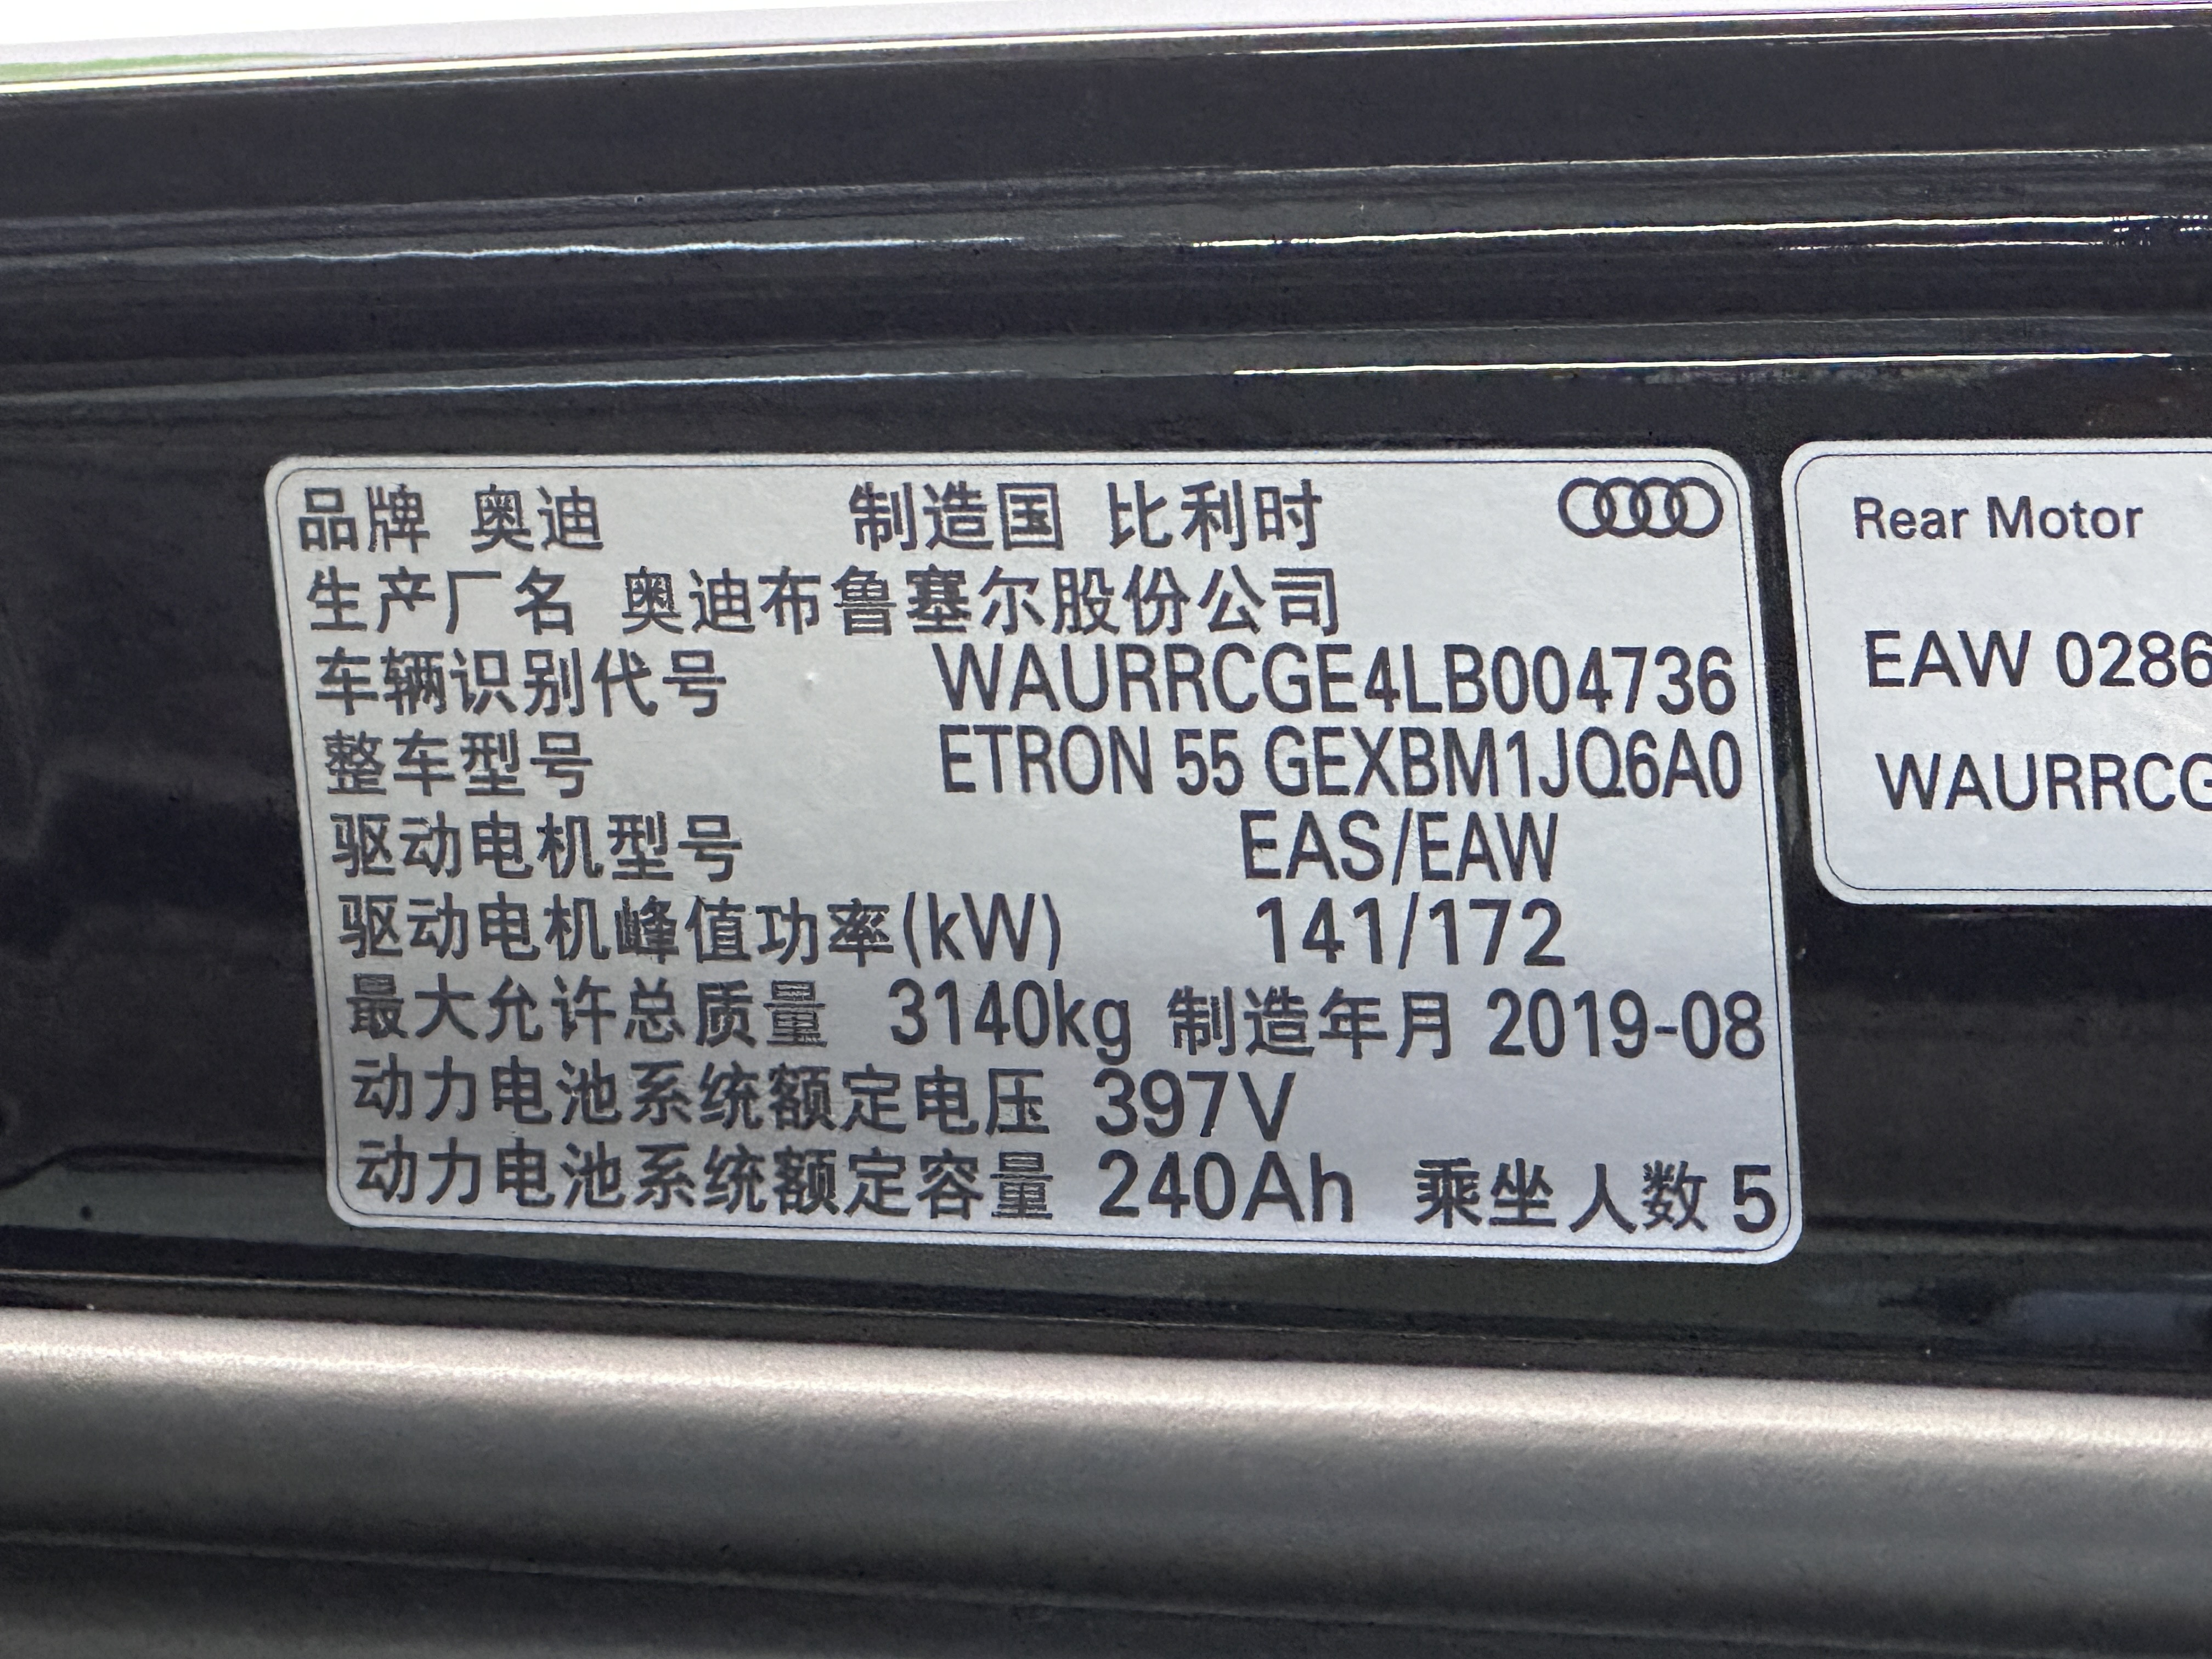 品牌 奥迪 制造国 比利时
生产厂名 奥迪布鲁塞尔股份公司
车辆识别代号 WAURRCGE4LB004736
整车型号 ETRON 55 GEXBM1JQ6A0
驱动电机型号 EAS/EAW
驱动电机峰值功率(kW) 141/172
最大允许总质量 3140kg 制造年月 2019-08
动力电池系统额定电压 397V
动力电池系统额定容量 240Ah 乘坐人数 5
Rear Motor
EAW 0286
WAURRCG